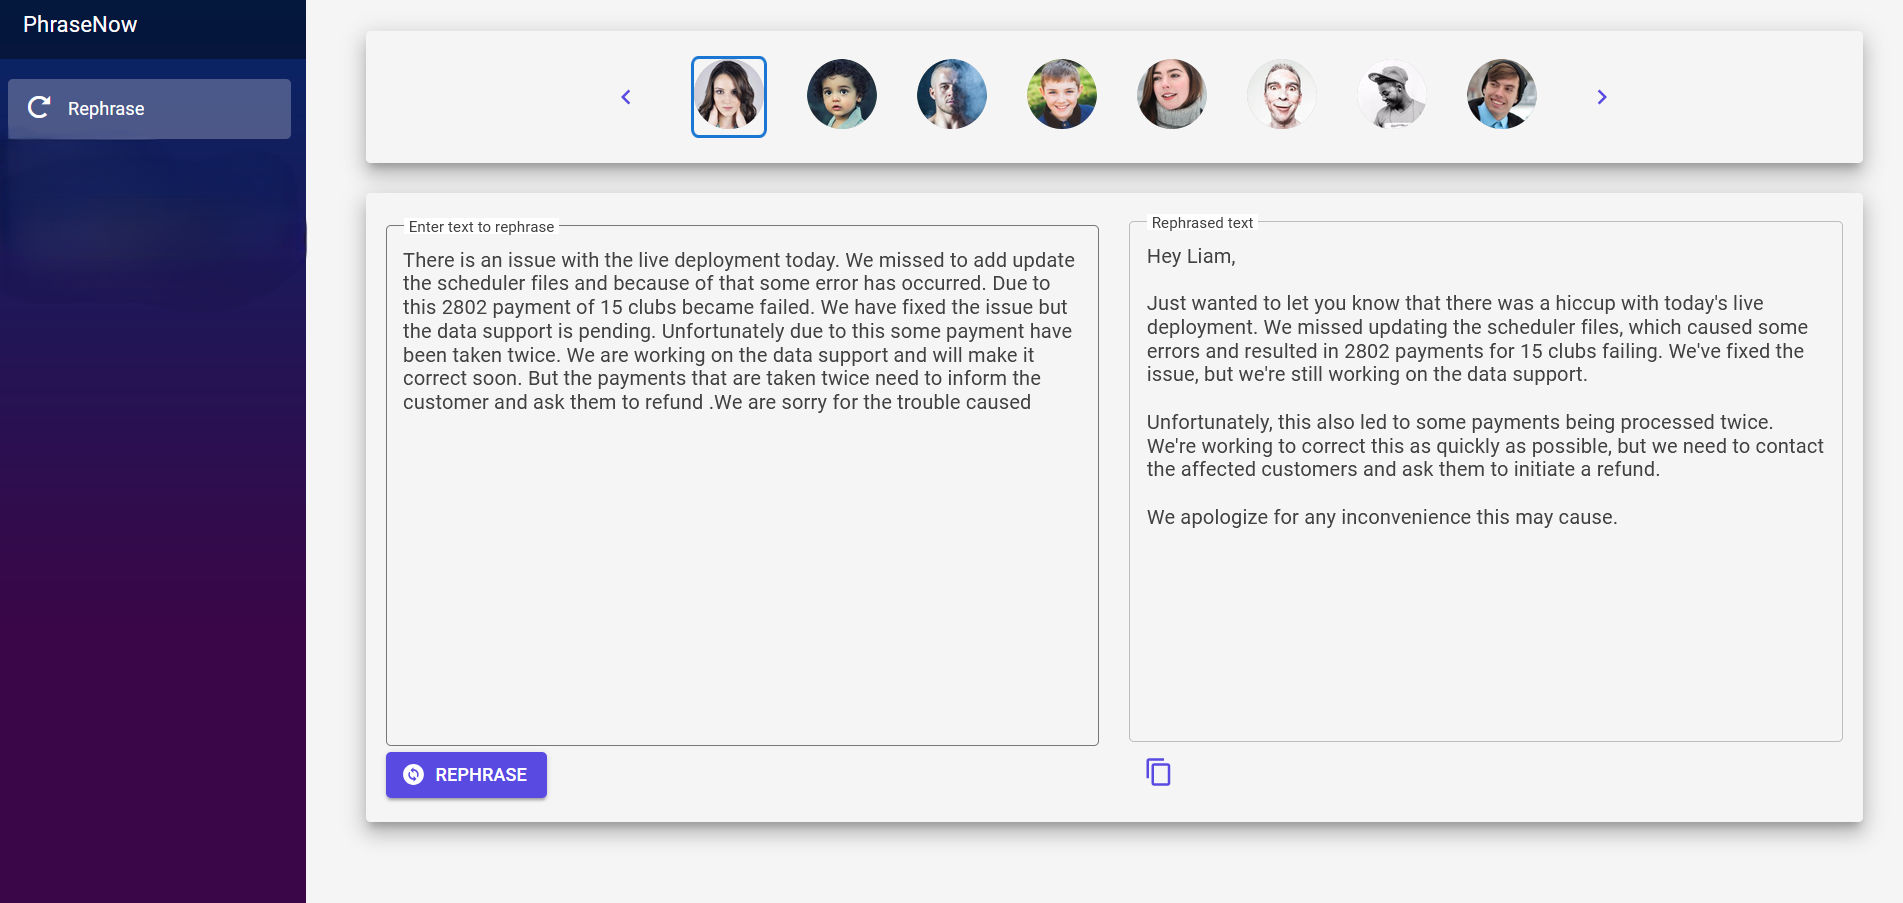 PhraseNow
Rephrase
Enter text to rephrase
There is an issue with the live deployment today. We missed to add update
the scheduler files and because of that some error has occurred. Due to
this 2802 payment of 15 clubs became failed. We have fixed the issue but
the data support is pending. Unfortunately due to this some payment have
been taken twice. We are working on the data support and will make it
correct soon. But the payments that are taken twice need to inform the
customer and ask them to refund .We are sorry for the trouble caused
REPHRASE
Rephrased text
Hey Liam,
Just wanted to let you know that there was a hiccup with today's live
deployment. We missed updating the scheduler files, which caused some
errors and resulted in 2802 payments for 15 clubs failing. We've fixed the
issue, but we're still working on the data support.
Unfortunately, this also led to some payments being processed twice.
We're working to correct this as quickly as possible, but we need to contact
the affected customers and ask them to initiate a refund.
We apologize for any inconvenience this may cause.